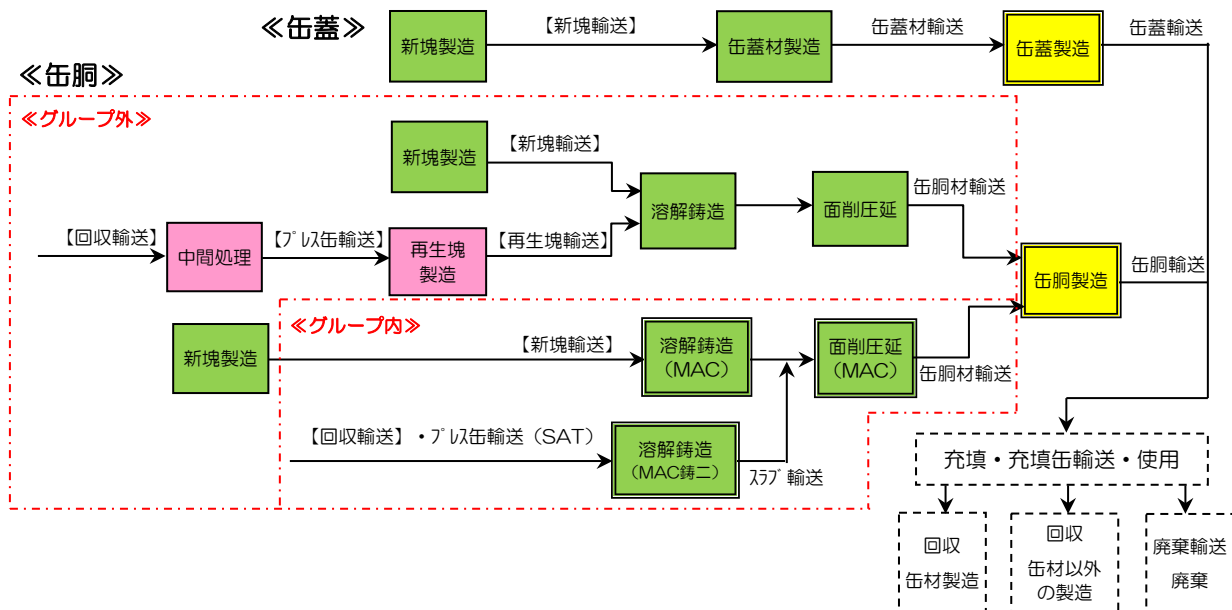 ≪缶蓋≫
新塊製造
【新塊輸送】
缶蓋材製造
缶蓋材輸送
缶蓋製造
缶蓋輸送
≪缶胴≫
≪グループ外≫
新塊製造
【新塊輸送】
溶解鋳造
面削圧延
缶胴材輸送
【回収輸送】
中間処理
【ﾌﾟﾚｽ缶輸送】
再生塊
製造
【再生塊輸送】
缶胴製造
缶胴輸送
≪グループ内≫
新塊製造
【新塊輸送】
溶解鋳造
(MAC)
面削圧延
(MAC)
缶胴材輸送
【回収輸送】・ﾌﾟﾚｽ缶輸送(SAT)
溶解鋳造
(MAC鋳二)
ｽﾗﾌﾞ輸送
充填・充填缶輸送・使用
回収
缶材製造
回収
缶材以外
の製造
廃棄輸送
廃棄